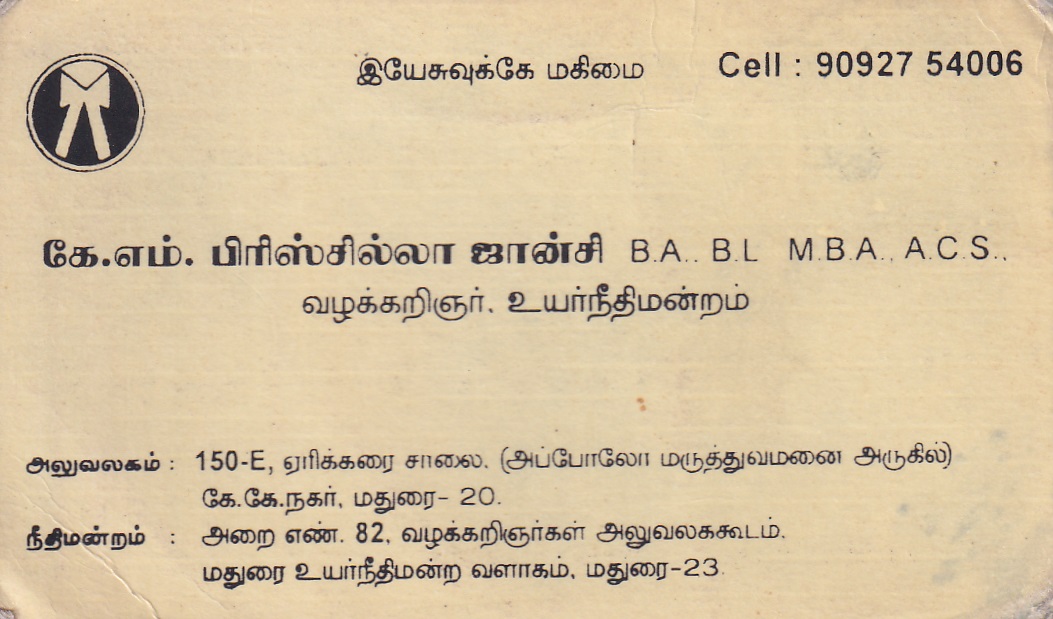 இயேசுவுக்கே மகிமை Cell : 90927 54006
கே.எம். பிரிஸ்சில்லா ஜான்சி B.A., B.L M.B.A., A.C.S.,
வழக்கறிஞர், உயர்நீதிமன்றம்
அலுவலகம் : 150-E, ஏரிக்கரை சாலை, (அப்போலோ மருத்துவமனை அருகில்)
கே.கே.நகர், மதுரை- 20.
நீதிமன்றம் : அறை எண். 82, வழக்கறிஞர்கள் அலுவலககூடம்,
மதுரை உயர்நீதிமன்ற வளாகம், மதுரை-23.